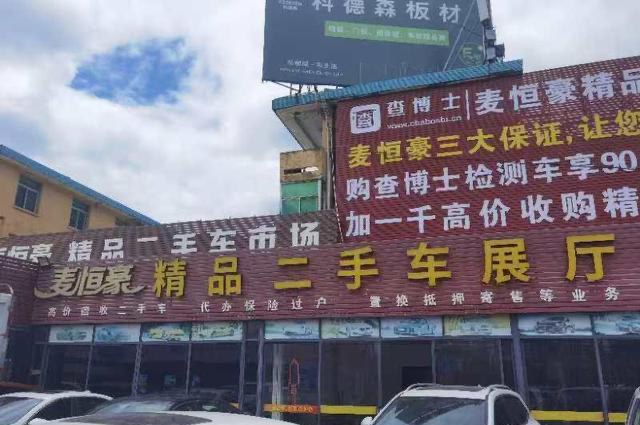 科德森板材
查博士
www.chaboshi.cn
麦恒豪精品
麦恒豪三大保证,让您
购查博士检测车享90
加一千高价收购精
恒豪 精品二手车市场
麦恒豪 精品二手车展厅
高价回收二手车 代办保险过户 置换抵押寄售等业务